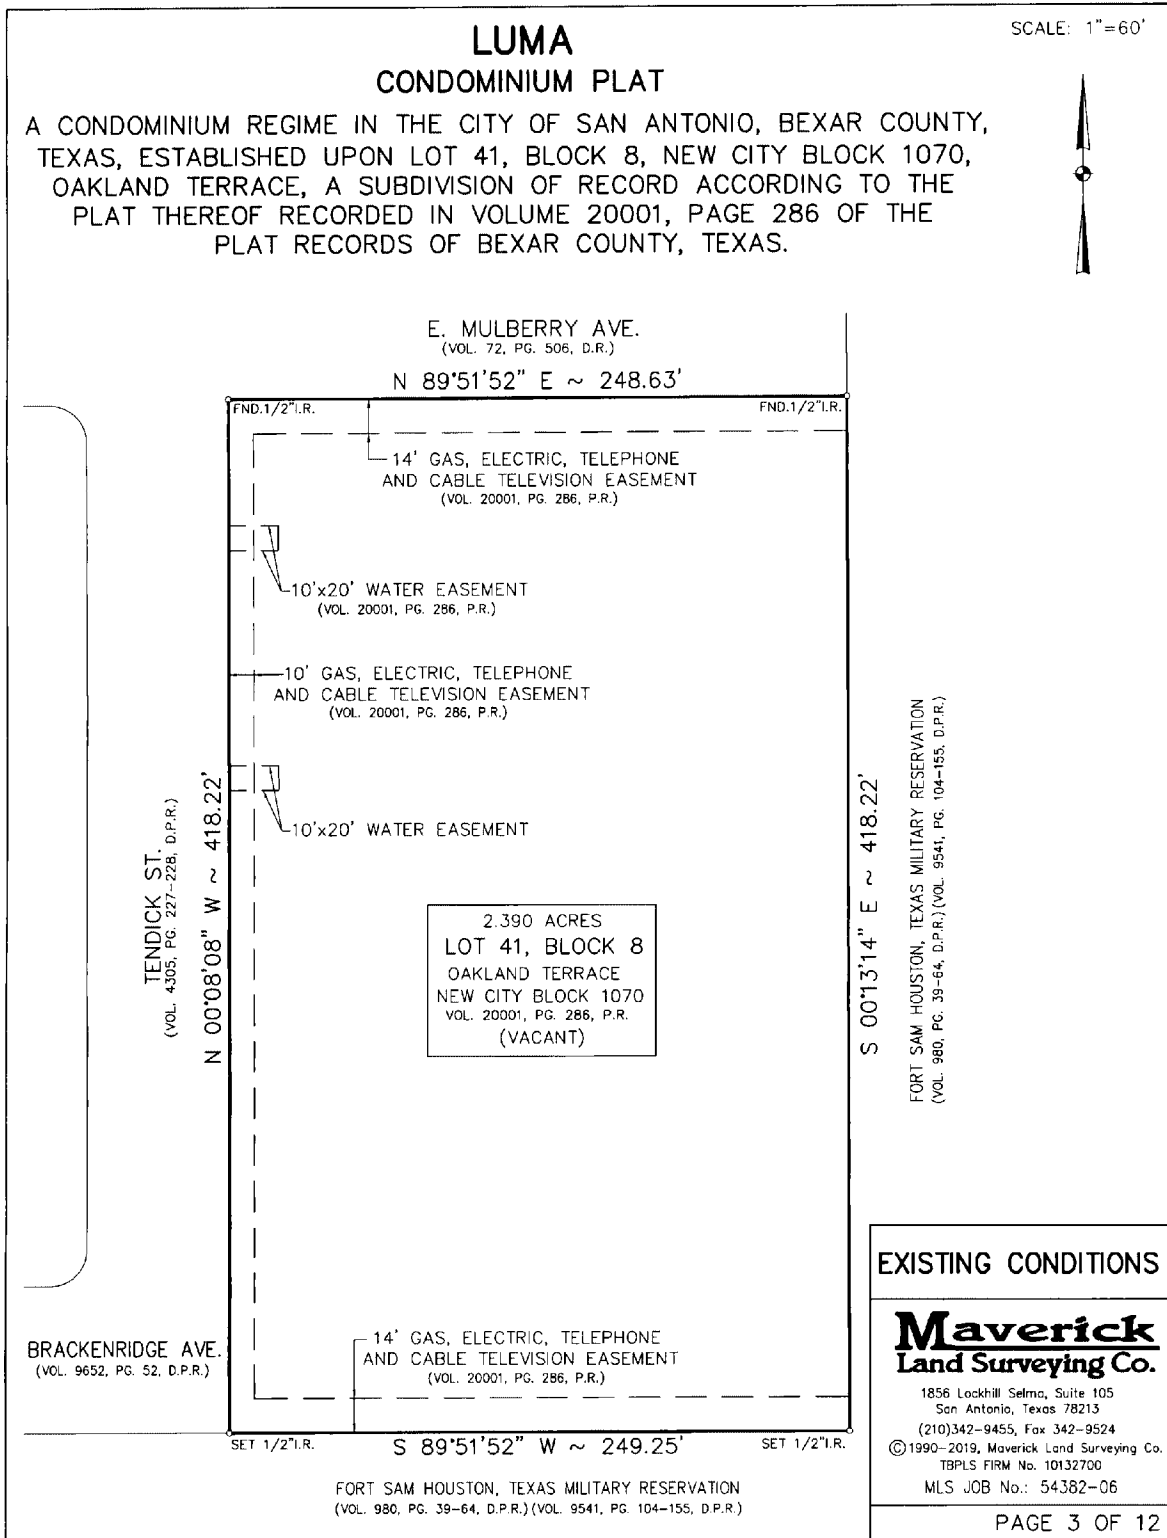 SCALE: 1"=60'
LUMA
CONDOMINIUM PLAT
A CONDOMINIUM REGIME IN THE CITY OF SAN ANTONIO, BEXAR COUNTY,
TEXAS, ESTABLISHED UPON LOT 41, BLOCK 8, NEW CITY BLOCK 1070,
OAKLAND TERRACE, A SUBDIVISION OF RECORD ACCORDING TO THE
PLAT THEREOF RECORDED IN VOLUME 20001, PAGE 286 OF THE
PLAT RECORDS OF BEXAR COUNTY, TEXAS.
E. MULBERRY AVE.
(VOL. 72, PG. 506, D.R.)
N 89°51'52" E ~ 248.63'
FND.1/2"I.R.
FND.1/2"I.R.
14' GAS, ELECTRIC, TELEPHONE
AND CABLE TELEVISION EASEMENT
(VOL. 20001, PG. 286, P.R.)
10'x20' WATER EASEMENT
(VOL. 20001, PG. 286, P.R.)
10' GAS, ELECTRIC, TELEPHONE
AND CABLE TELEVISION EASEMENT
(VOL. 20001, PG. 286, P.R.)
10'x20' WATER EASEMENT
TENDICK ST.
(VOL. 4305, PG. 227-228, D.P.R.)
N 00°08'08" W ~ 418.22'
2.390 ACRES
LOT 41, BLOCK 8
OAKLAND TERRACE
NEW CITY BLOCK 1070
VOL. 20001, PG. 286, P.R.
(VACANT)
S 00°13'14" E ~ 418.22'
FORT SAM HOUSTON, TEXAS MILITARY RESERVATION
(VOL. 980, PG. 39-64, D.P.R.)(VOL. 9541, PG. 104-155, D.P.R.)
BRACKENRIDGE AVE.
(VOL. 9652, PG. 52, D.P.R.)
14' GAS, ELECTRIC, TELEPHONE
AND CABLE TELEVISION EASEMENT
(VOL. 20001, PG. 286, P.R.)
SET 1/2"I.R.
S 89°51'52" W ~ 249.25'
SET 1/2"I.R.
FORT SAM HOUSTON, TEXAS MILITARY RESERVATION
(VOL. 980, PG. 39-64, D.P.R.)(VOL. 9541, PG. 104-155, D.P.R.)
EXISTING CONDITIONS
Maverick
Land Surveying Co.
1856 Lockhill Selma, Suite 105
San Antonio, Texas 78213
(210)342-9455, Fax 342-9524
©1990-2019, Maverick Land Surveying Co.
TBPLS FIRM No. 10132700
MLS JOB No.: 54382-06
PAGE 3 OF 12